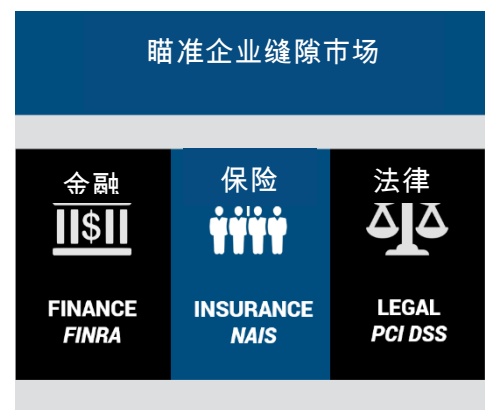 瞄准企业缝隙市场
金融
保险
法律
$
FINANCE
FINRA
INSURANCE
NAIS
LEGAL
PCI DSS